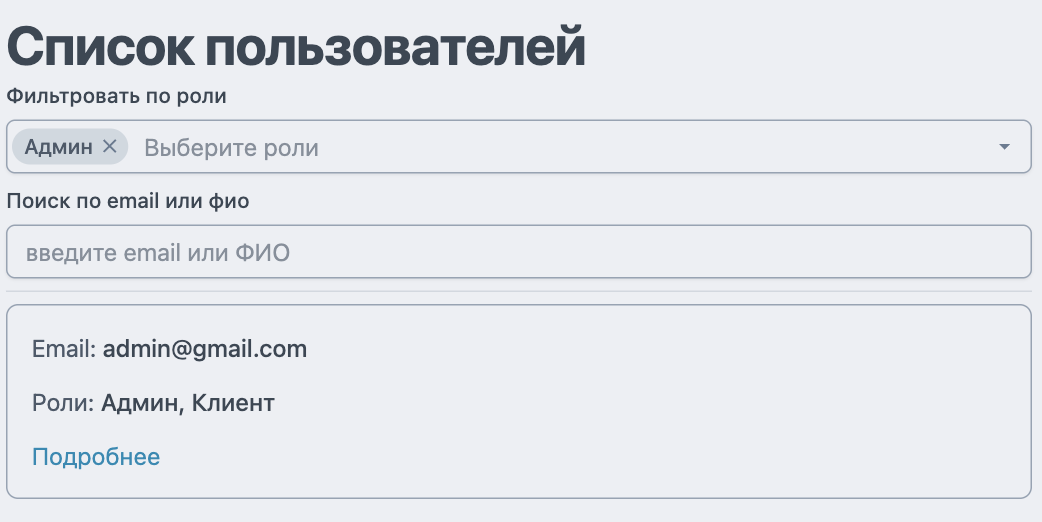 Список пользователей
Фильтровать по роли
Админ × Выберите роли
Поиск по email или фио
введите email или ФИО
Email: admin@gmail.com
Роли: Админ, Клиент
Подробнее